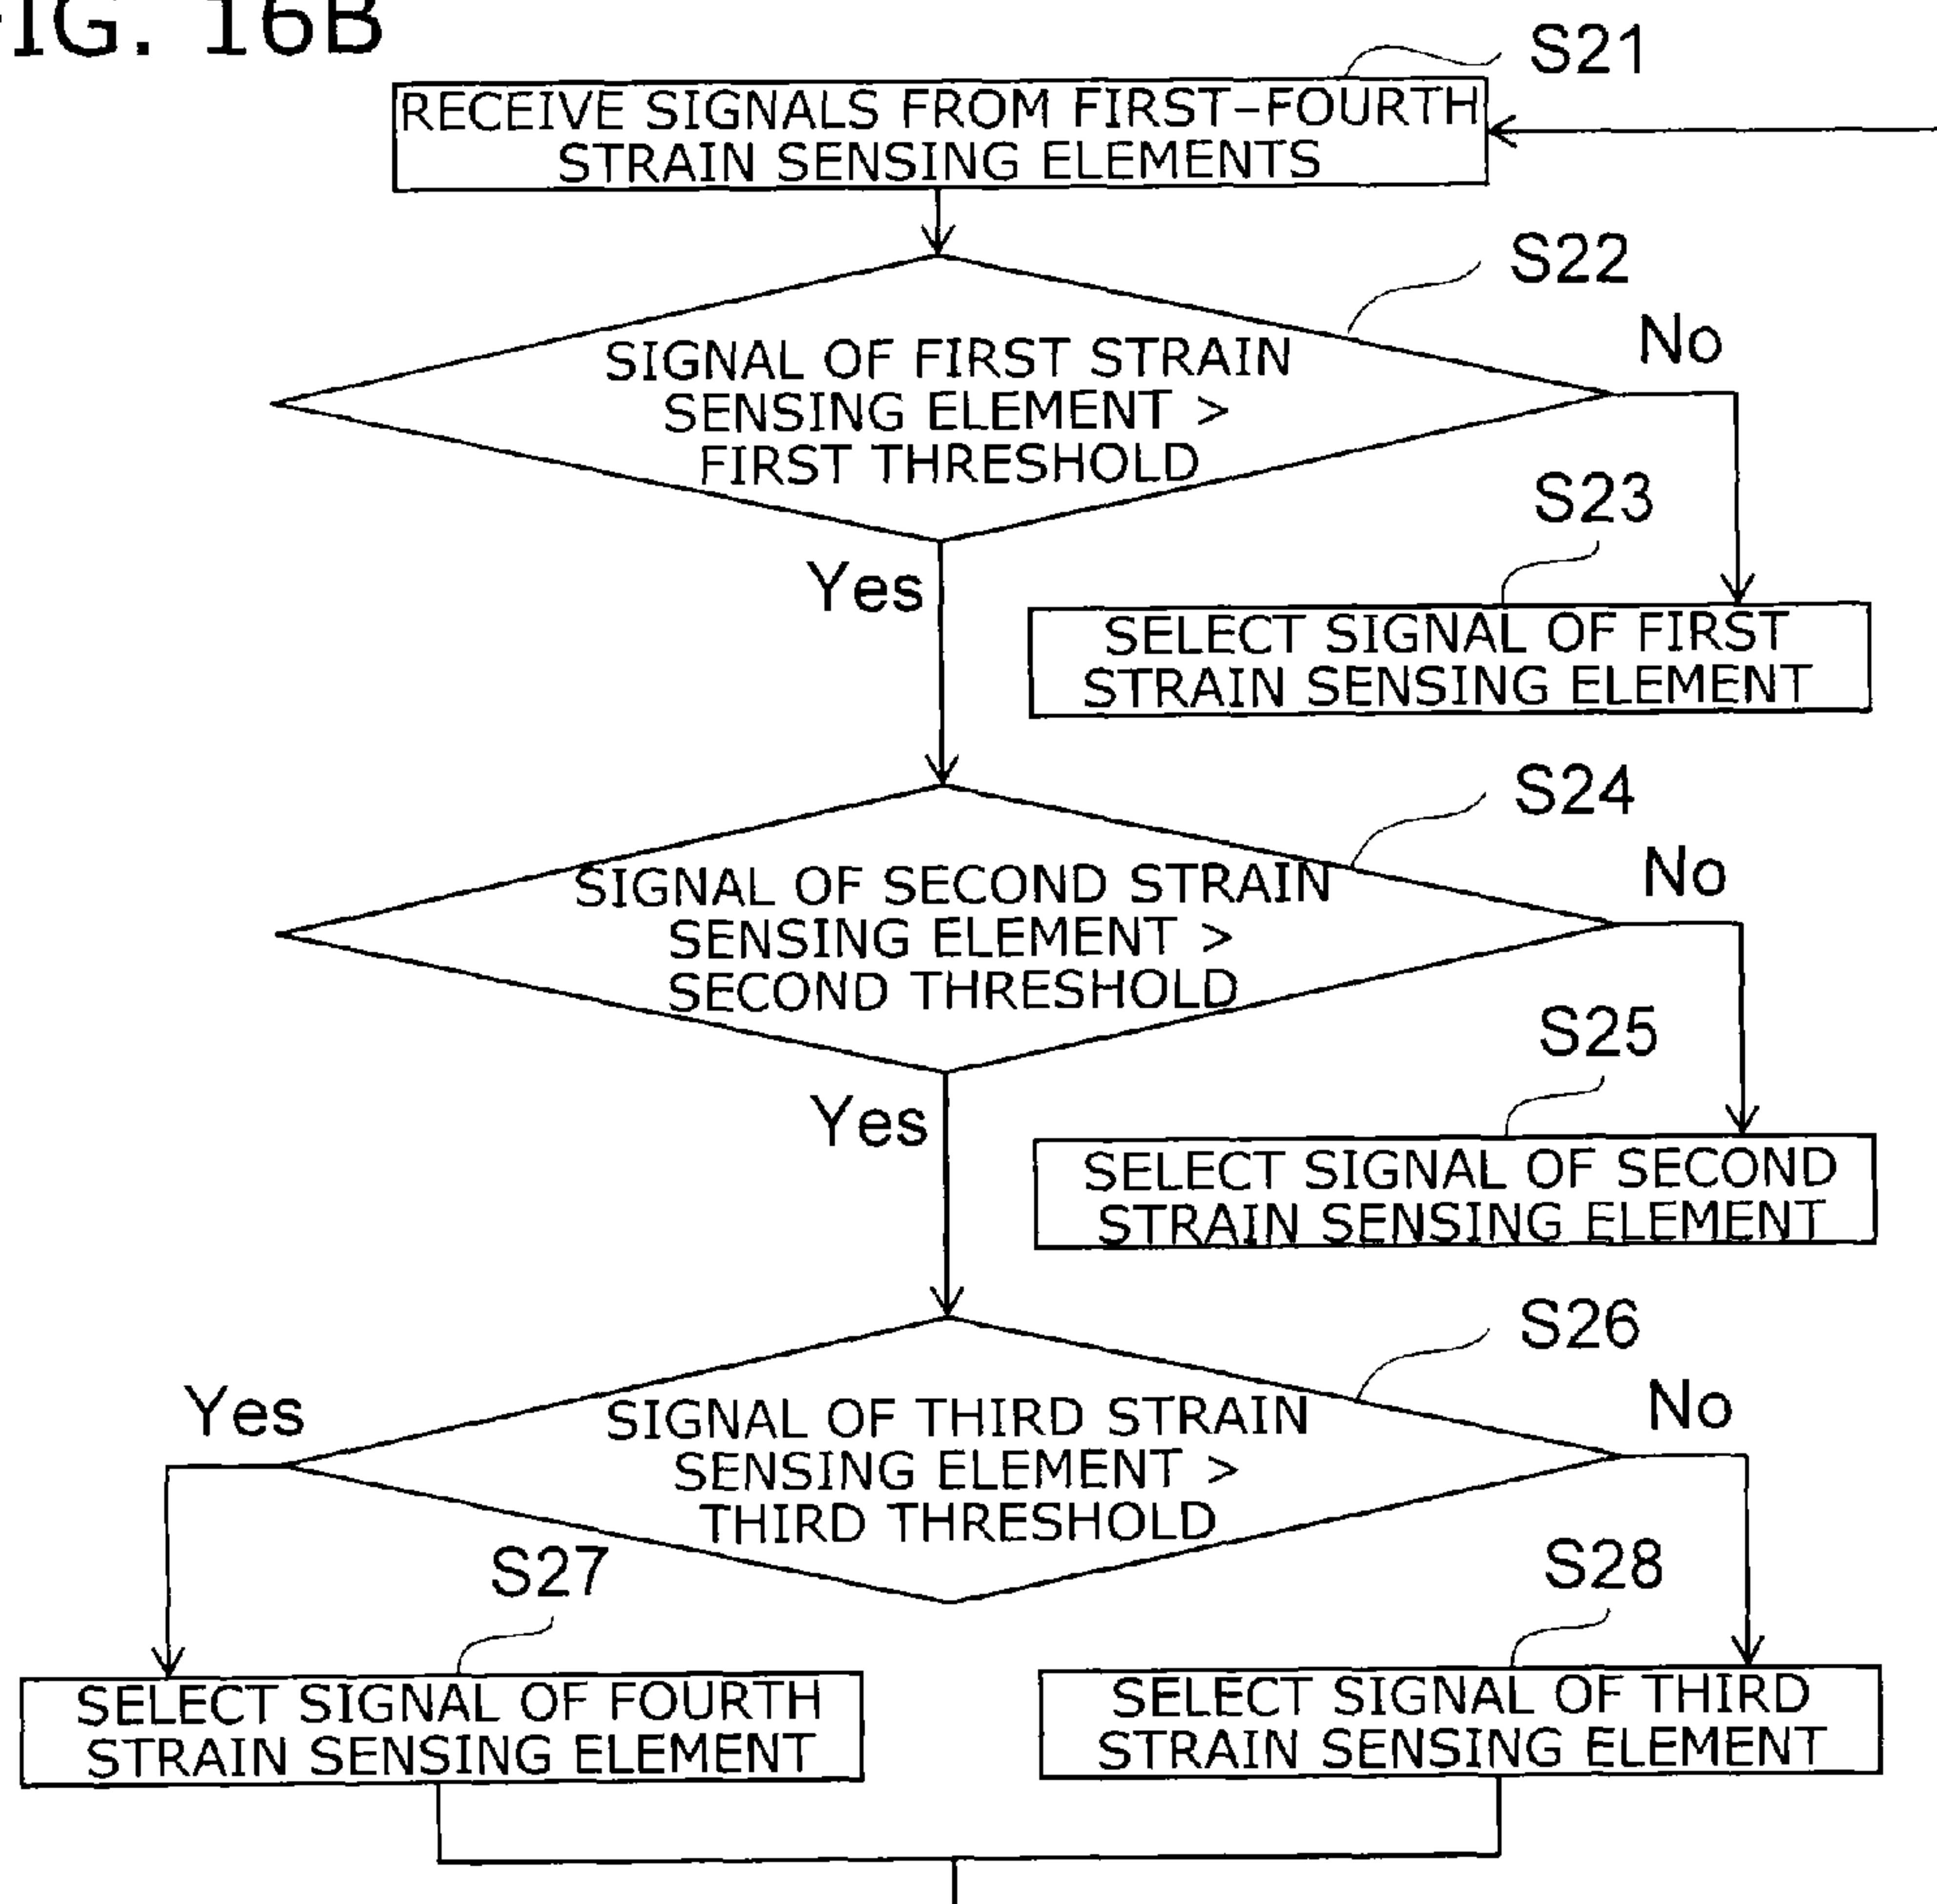 IG. 16B
S21
RECEIVE SIGNALS FROM FIRST-FOURTH
STRAIN SENSING ELEMENTS
S22
SIGNAL OF FIRST STRAIN
SENSING ELEMENT >
FIRST THRESHOLD
No
Yes
S23
SELECT SIGNAL OF FIRST
STRAIN SENSING ELEMENT
S24
SIGNAL OF SECOND STRAIN
SENSING ELEMENT >
SECOND THRESHOLD
No
Yes
S25
SELECT SIGNAL OF SECOND
STRAIN SENSING ELEMENT
S26
SIGNAL OF THIRD STRAIN
SENSING ELEMENT >
THIRD THRESHOLD
Yes
No
S27
SELECT SIGNAL OF FOURTH
STRAIN SENSING ELEMENT
S28
SELECT SIGNAL OF THIRD
STRAIN SENSING ELEMENT